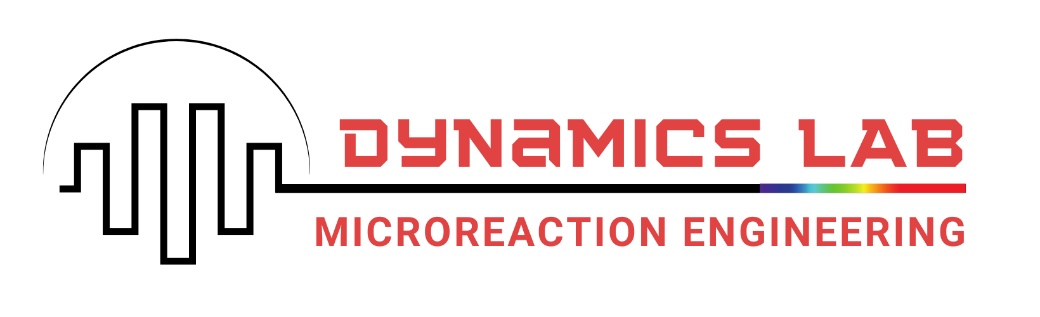 DYNAMICS LAB
MICROREACTION ENGINEERING